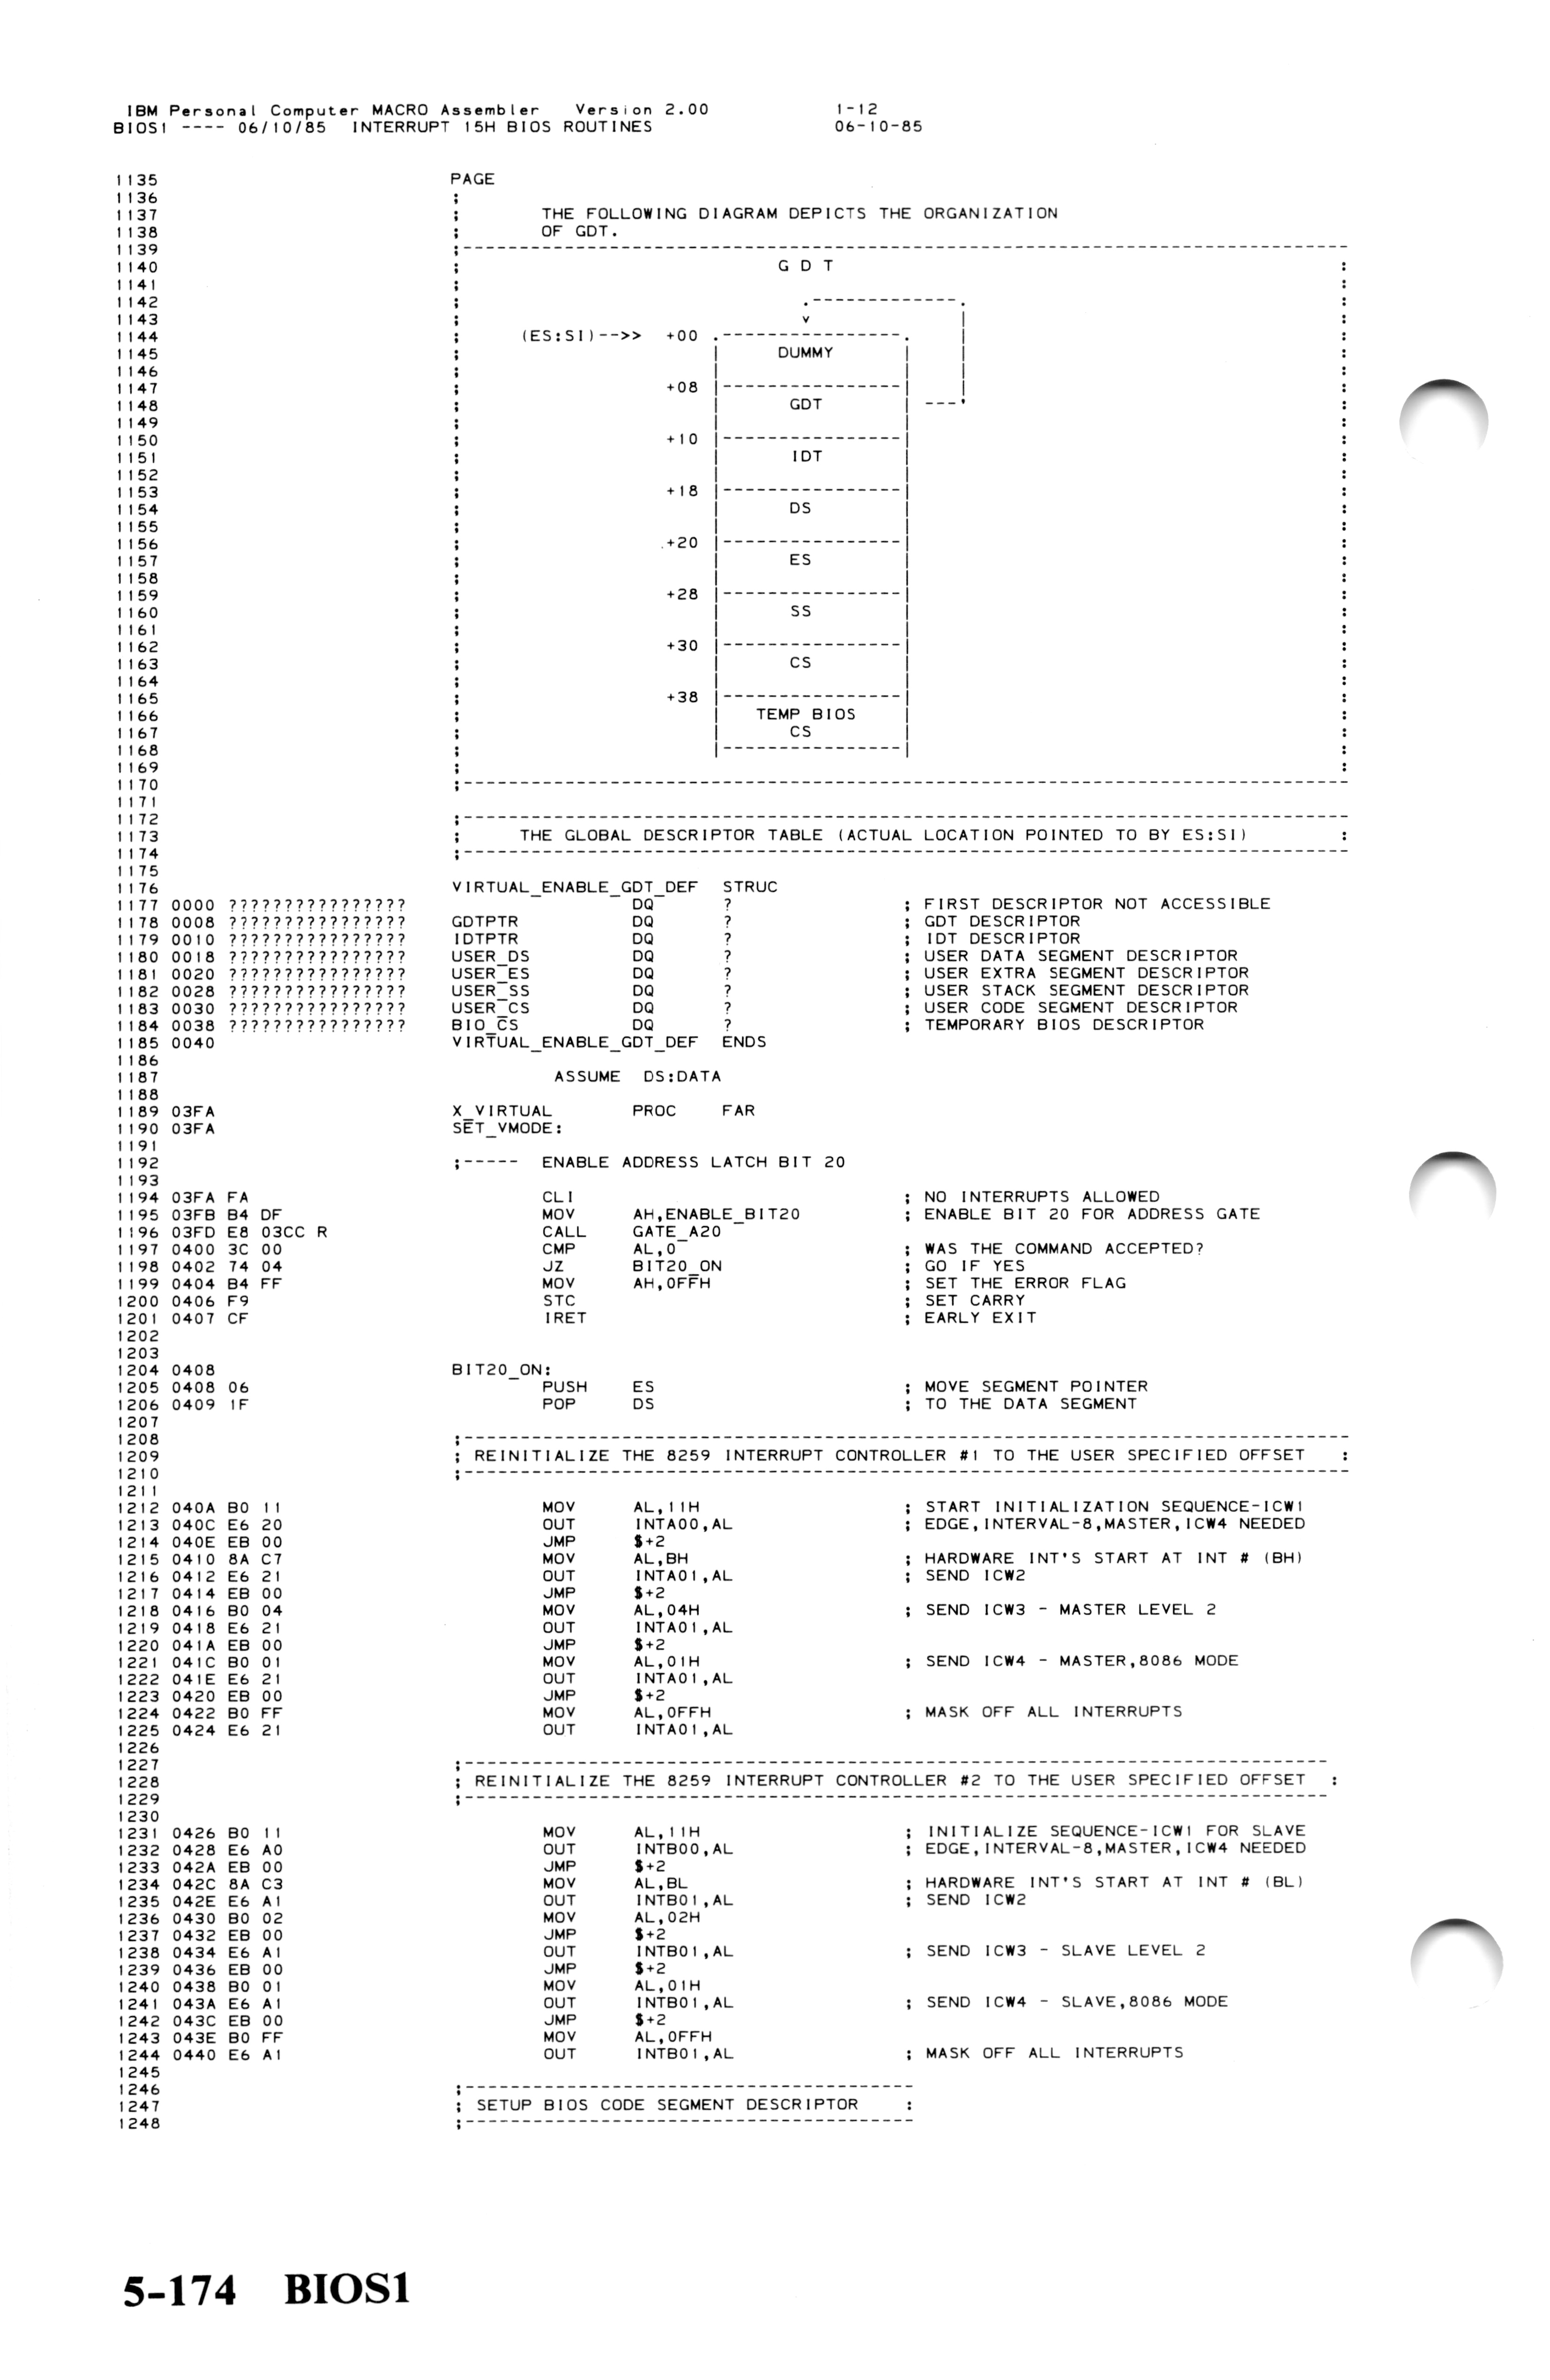 IBM Personal Computer MACRO Assembler   Version 2.00             1-12
BIOS1 ---- 06/10/85  INTERRUPT 15H BIOS ROUTINES                 06-10-85
1135                            PAGE
1136                            ;
1137                            ;       THE FOLLOWING DIAGRAM DEPICTS THE ORGANIZATION
1138                            ;       OF GDT.
1139                            ;-------------------------------------------------------------------------------
1140                            ;                            G D T                                              :
1141                            ;                                                                               :
1142                            ;                              .-------------.                                  :
1143                            ;                              v             |                                  :
1144                            ;     (ES:SI)-->>  +00 .----------------.    |                                  :
1145                            ;                      |     DUMMY      |    |                                  :
1146                            ;                      |                |    |                                  :
1147                            ;                  +08 |----------------|    |                                  :
1148                            ;                      |      GDT       | ---'                                  :
1149                            ;                      |                |                                       :
1150                            ;                  +10 |----------------|                                       :
1151                            ;                      |      IDT       |                                       :
1152                            ;                      |                |                                       :
1153                            ;                  +18 |----------------|                                       :
1154                            ;                      |      DS        |                                       :
1155                            ;                      |                |                                       :
1156                            ;                  +20 |----------------|                                       :
1157                            ;                      |      ES        |                                       :
1158                            ;                      |                |                                       :
1159                            ;                  +28 |----------------|                                       :
1160                            ;                      |      SS        |                                       :
1161                            ;                      |                |                                       :
1162                            ;                  +30 |----------------|                                       :
1163                            ;                      |      CS        |                                       :
1164                            ;                      |                |                                       :
1165                            ;                  +38 |----------------|                                       :
1166                            ;                      |   TEMP BIOS    |                                       :
1167                            ;                      |      CS        |                                       :
1168                            ;                      |----------------|                                       :
1169                            ;                                                                               :
1170                            ;-------------------------------------------------------------------------------
1171
1172                            ;-------------------------------------------------------------------------------
1173                            ;     THE GLOBAL DESCRIPTOR TABLE (ACTUAL LOCATION POINTED TO BY ES:SI)         :
1174                            ;-------------------------------------------------------------------------------
1175
1176                            VIRTUAL_ENABLE_GDT_DEF  STRUC
1177 0000 ????????????????                      DQ      ?               ; FIRST DESCRIPTOR NOT ACCESSIBLE
1178 0008 ????????????????      GDTPTR          DQ      ?               ; GDT DESCRIPTOR
1179 0010 ????????????????      IDTPTR          DQ      ?               ; IDT DESCRIPTOR
1180 0018 ????????????????      USER_DS         DQ      ?               ; USER DATA SEGMENT DESCRIPTOR
1181 0020 ????????????????      USER_ES         DQ      ?               ; USER EXTRA SEGMENT DESCRIPTOR
1182 0028 ????????????????      USER_SS         DQ      ?               ; USER STACK SEGMENT DESCRIPTOR
1183 0030 ????????????????      USER_CS         DQ      ?               ; USER CODE SEGMENT DESCRIPTOR
1184 0038 ????????????????      BIO_CS          DQ      ?               ; TEMPORARY BIOS DESCRIPTOR
1185 0040                       VIRTUAL_ENABLE_GDT_DEF  ENDS
1186
1187                                    ASSUME  DS:DATA
1188
1189 03FA                       X_VIRTUAL       PROC    FAR
1190 03FA                       SET_VMODE:
1191
1192                            ;-----  ENABLE ADDRESS LATCH BIT 20
1193
1194 03FA FA                            CLI                             ; NO INTERRUPTS ALLOWED
1195 03FB B4 DF                         MOV     AH,ENABLE_BIT20         ; ENABLE BIT 20 FOR ADDRESS GATE
1196 03FD E8 03CC R                     CALL    GATE_A20
1197 0400 3C 00                         CMP     AL,0                    ; WAS THE COMMAND ACCEPTED?
1198 0402 74 04                         JZ      BIT20_ON                ; GO IF YES
1199 0404 B4 FF                         MOV     AH,0FFH                 ; SET THE ERROR FLAG
1200 0406 F9                            STC                             ; SET CARRY
1201 0407 CF                            IRET                            ; EARLY EXIT
1202
1203
1204 0408                       BIT20_ON:
1205 0408 06                            PUSH    ES                      ; MOVE SEGMENT POINTER
1206 0409 1F                            POP     DS                      ; TO THE DATA SEGMENT
1207
1208                            ;-------------------------------------------------------------------------------
1209                            ; REINITIALIZE THE 8259 INTERRUPT CONTROLLER #1 TO THE USER SPECIFIED OFFSET   :
1210                            ;-------------------------------------------------------------------------------
1211
1212 040A B0 11                         MOV     AL,11H                  ; START INITIALIZATION SEQUENCE-ICW1
1213 040C E6 20                         OUT     INTA00,AL               ; EDGE,INTERVAL-8,MASTER,ICW4 NEEDED
1214 040E EB 00                         JMP     $+2
1215 0410 8A C7                         MOV     AL,BH                   ; HARDWARE INT'S START AT INT # (BH)
1216 0412 E6 21                         OUT     INTA01,AL               ; SEND ICW2
1217 0414 EB 00                         JMP     $+2
1218 0416 B0 04                         MOV     AL,04H                  ; SEND ICW3 - MASTER LEVEL 2
1219 0418 E6 21                         OUT     INTA01,AL
1220 041A EB 00                         JMP     $+2
1221 041C B0 01                         MOV     AL,01H                  ; SEND ICW4 - MASTER,8086 MODE
1222 041E E6 21                         OUT     INTA01,AL
1223 0420 EB 00                         JMP     $+2
1224 0422 B0 FF                         MOV     AL,0FFH                 ; MASK OFF ALL INTERRUPTS
1225 0424 E6 21                         OUT     INTA01,AL
1226
1227                            ;-----------------------------------------------------------------------------
1228                            ; REINITIALIZE THE 8259 INTERRUPT CONTROLLER #2 TO THE USER SPECIFIED OFFSET  :
1229                            ;-----------------------------------------------------------------------------
1230
1231 0426 B0 11                         MOV     AL,11H                  ; INITIALIZE SEQUENCE-ICW1 FOR SLAVE
1232 0428 E6 A0                         OUT     INTB00,AL               ; EDGE,INTERVAL-8,MASTER,ICW4 NEEDED
1233 042A EB 00                         JMP     $+2
1234 042C 8A C3                         MOV     AL,BL                   ; HARDWARE INT'S START AT INT # (BL)
1235 042E E6 A1                         OUT     INTB01,AL               ; SEND ICW2
1236 0430 B0 02                         MOV     AL,02H
1237 0432 EB 00                         JMP     $+2
1238 0434 E6 A1                         OUT     INTB01,AL               ; SEND ICW3 - SLAVE LEVEL 2
1239 0436 EB 00                         JMP     $+2
1240 0438 B0 01                         MOV     AL,01H
1241 043A E6 A1                         OUT     INTB01,AL               ; SEND ICW4 - SLAVE,8086 MODE
1242 043C EB 00                         JMP     $+2
1243 043E B0 FF                         MOV     AL,0FFH
1244 0440 E6 A1                         OUT     INTB01,AL               ; MASK OFF ALL INTERRUPTS
1245
1246                            ;----------------------------------------
1247                            ; SETUP BIOS CODE SEGMENT DESCRIPTOR    :
1248                            ;----------------------------------------
5-174   BIOS1